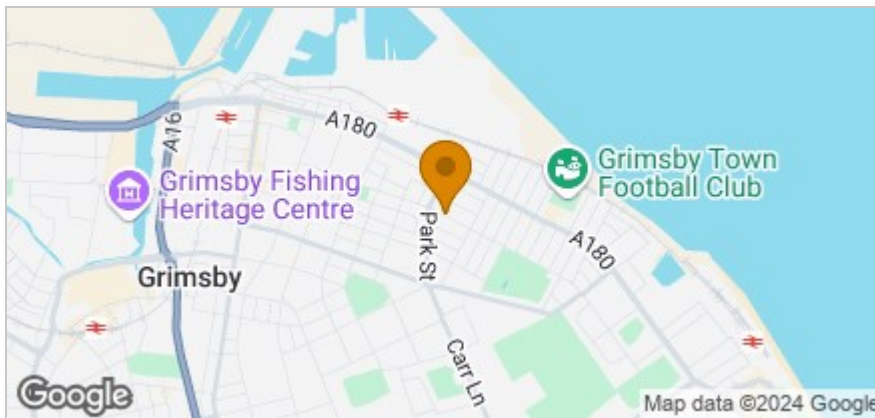 A16
A180
Grimsby Town
Football Club
Grimsby Fishing
Heritage Centre
Park St
A180
Grimsby
Carr Ln
Google
Map data ©2024 Google